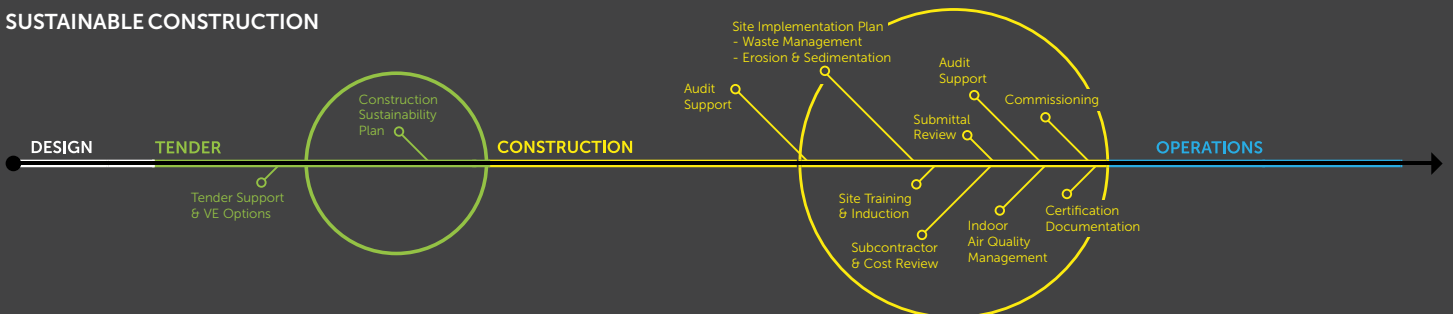 SUSTAINABLE CONSTRUCTION
DESIGN
TENDER
Tender Support
& VE Options
Construction
Sustainability
Plan
CONSTRUCTION
Audit
Support
Site Implementation Plan
- Waste Management
- Erosion & Sedimentation
Site Training
& Induction
Submittal
Review
Subcontractor
& Cost Review
Audit
Support
Indoor
Air Quality
Management
Commissioning
Certification
Documentation
OPERATIONS